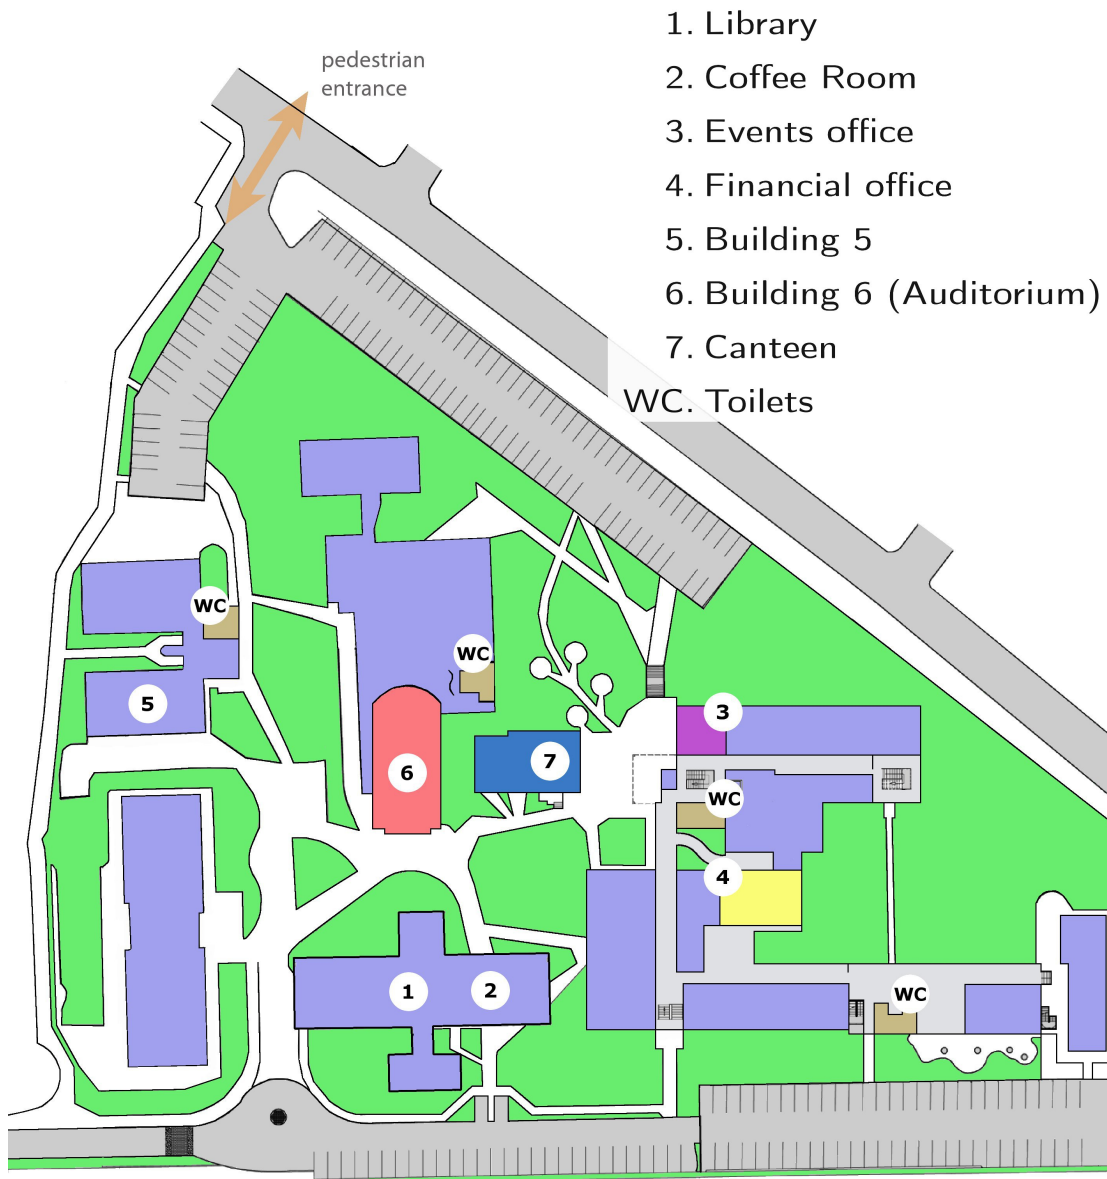 pedestrian
entrance
1. Library
2. Coffee Room
3. Events office
4. Financial office
5. Building 5
6. Building 6 (Auditorium)
7. Canteen
WC. Toilets
WC
WC
5
3
7
6
WC
4
1
2
WC